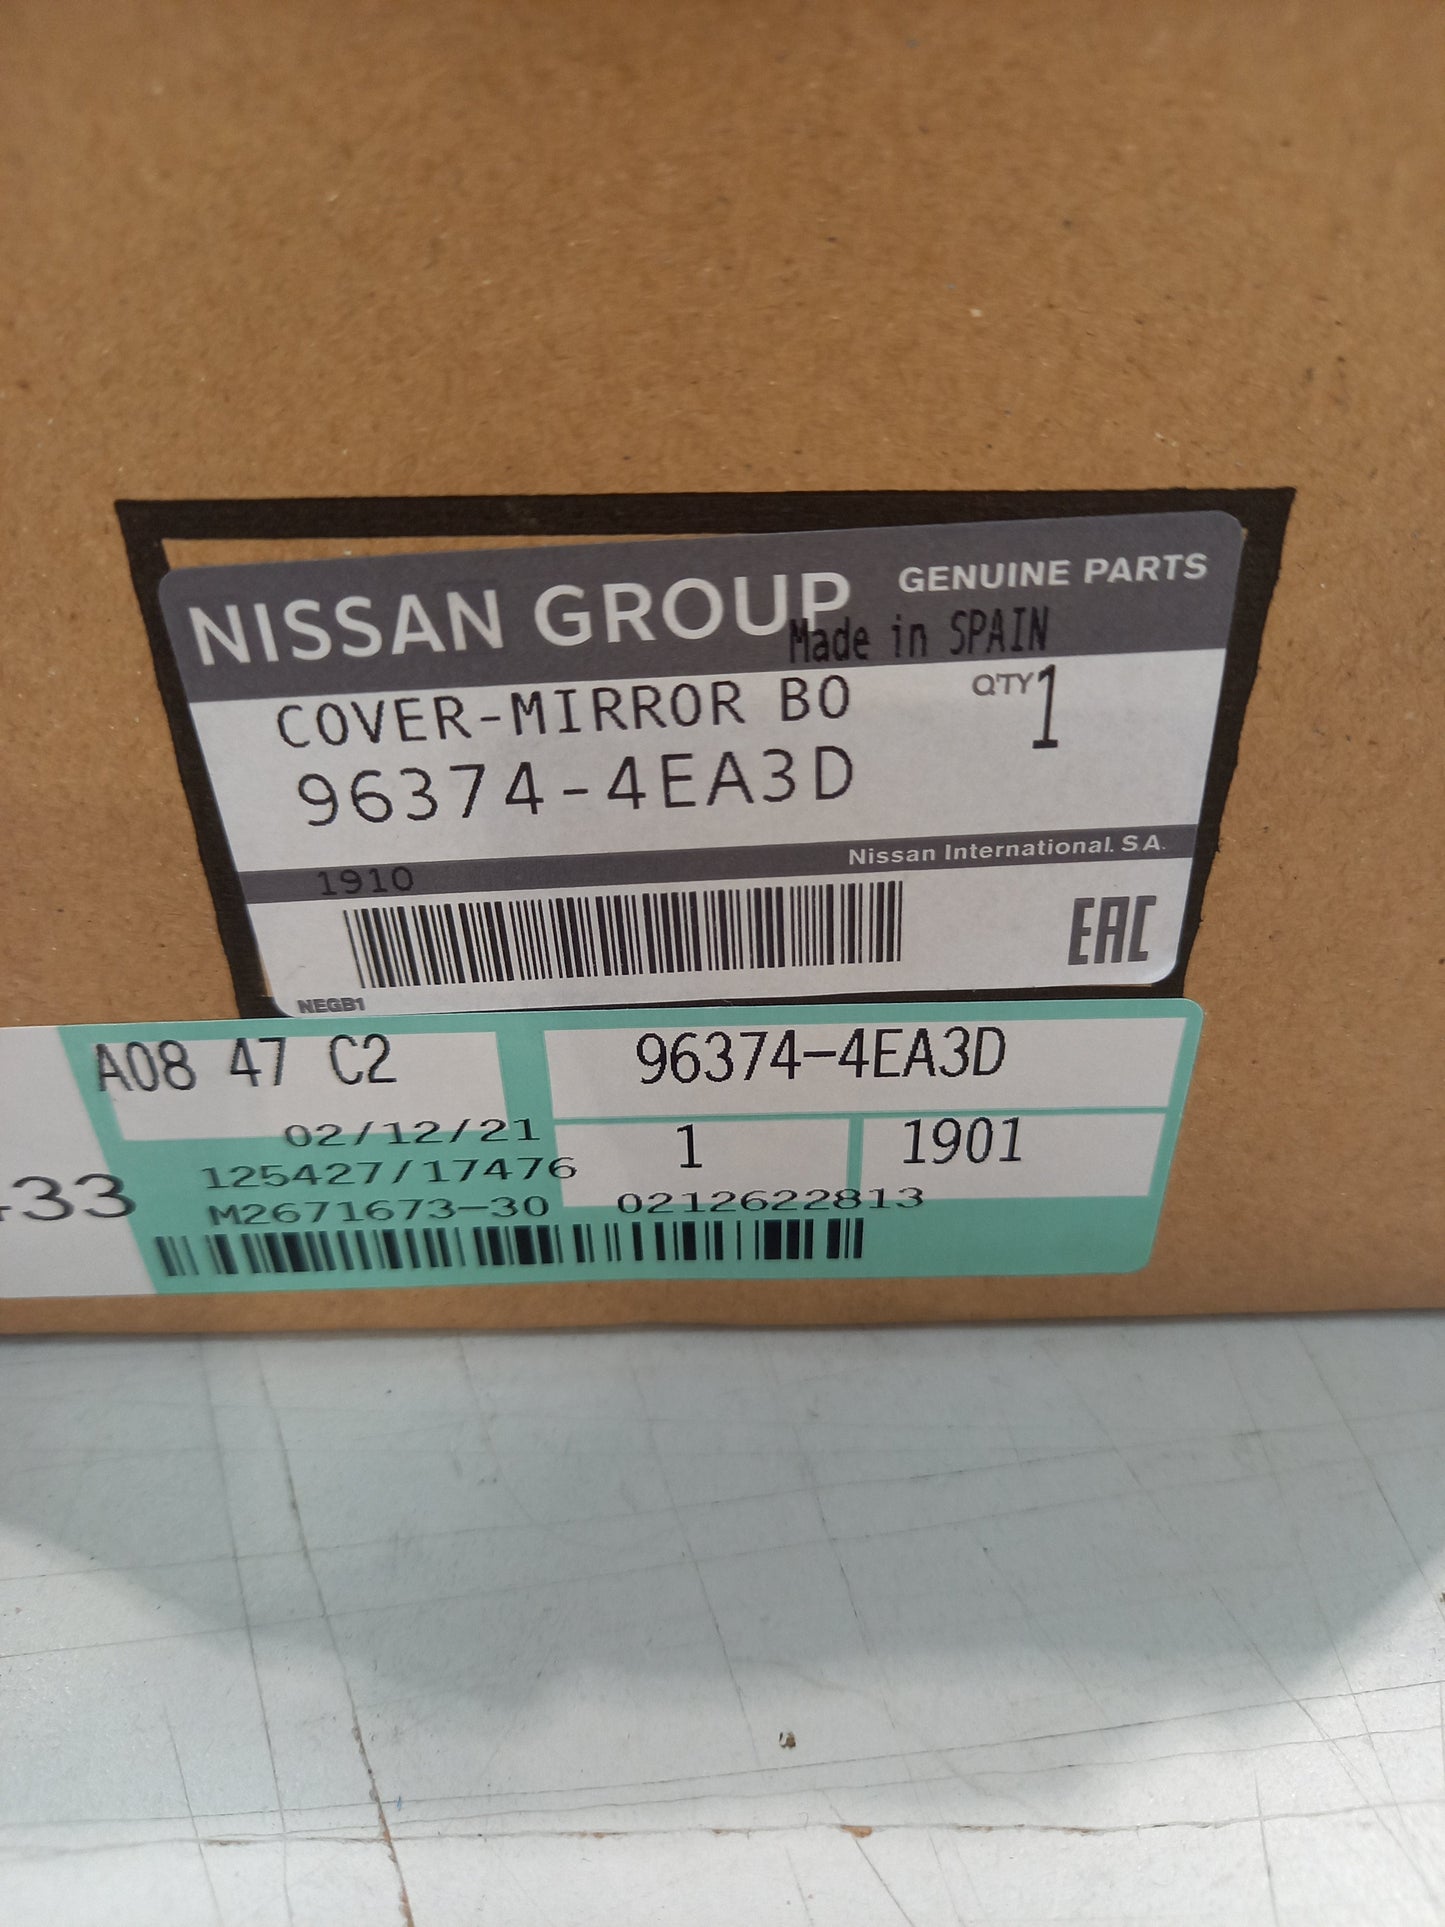 NISSAN GROUP GENUINE PARTS
Made in SPAIN
COVER-MIRROR BO Q'TY 1
96374-4EA3D
Nissan International. S.A.
1910
EAC
NEGB1
A08 47 C2 96374-4EA3D
02/12/21 1 1901
125427/17476
33
M2671673-30 0212622813